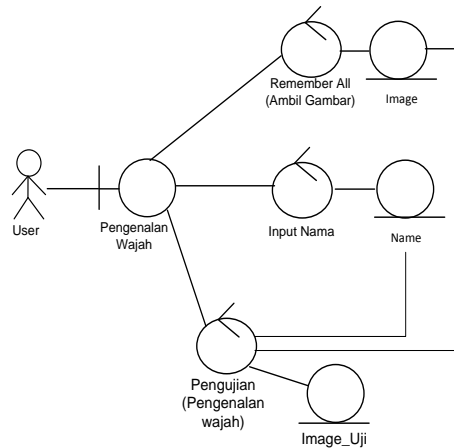 Remember All
(Ambil Gambar)
Image
User
Pengenalan
Wajah
Input Nama
Name
Pengujian
(Pengenalan
wajah)
Image_Uji